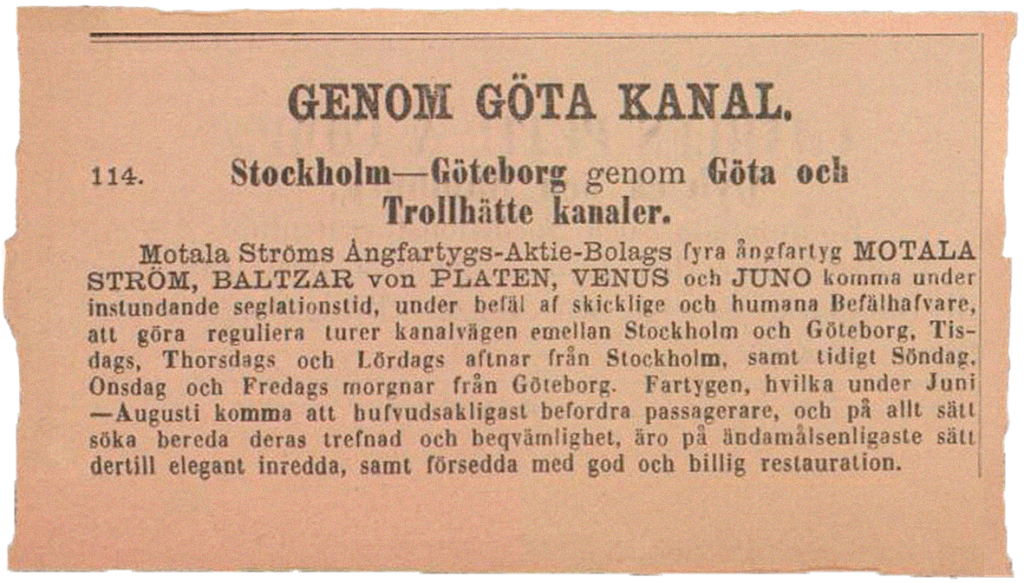 GENOM GÖTA KANAL.
114. Stockholm—Göteborg genom Göta och
Trollhätte kanaler.
Motala Ströms Ångfartygs-Aktie-Bolags fyra ångfartyg MOTALA
STRÖM, BALTZAR von PLATEN, VENUS och JUNO komma under
instundande seglationstid, under befäl af skicklige och humana Befälhafvare,
att göra reguliera turer kanalvägen emellan Stockholm och Göteborg, Tis-
dags, Thorsdags och Lördags aftnar från Stockholm, samt tidigt Söndag,
Onsdag och Fredags morgnar från Göteborg. Fartygen, hvilka under Juni
—Augusti komma att hufvudsakligast befordra passagerare, och på allt sätt
söka bereda deras trefnad och beqvämlighet, äro på ändamålsenligaste sätt
dertill elegant inredda, samt försedda med god och billig restauration.